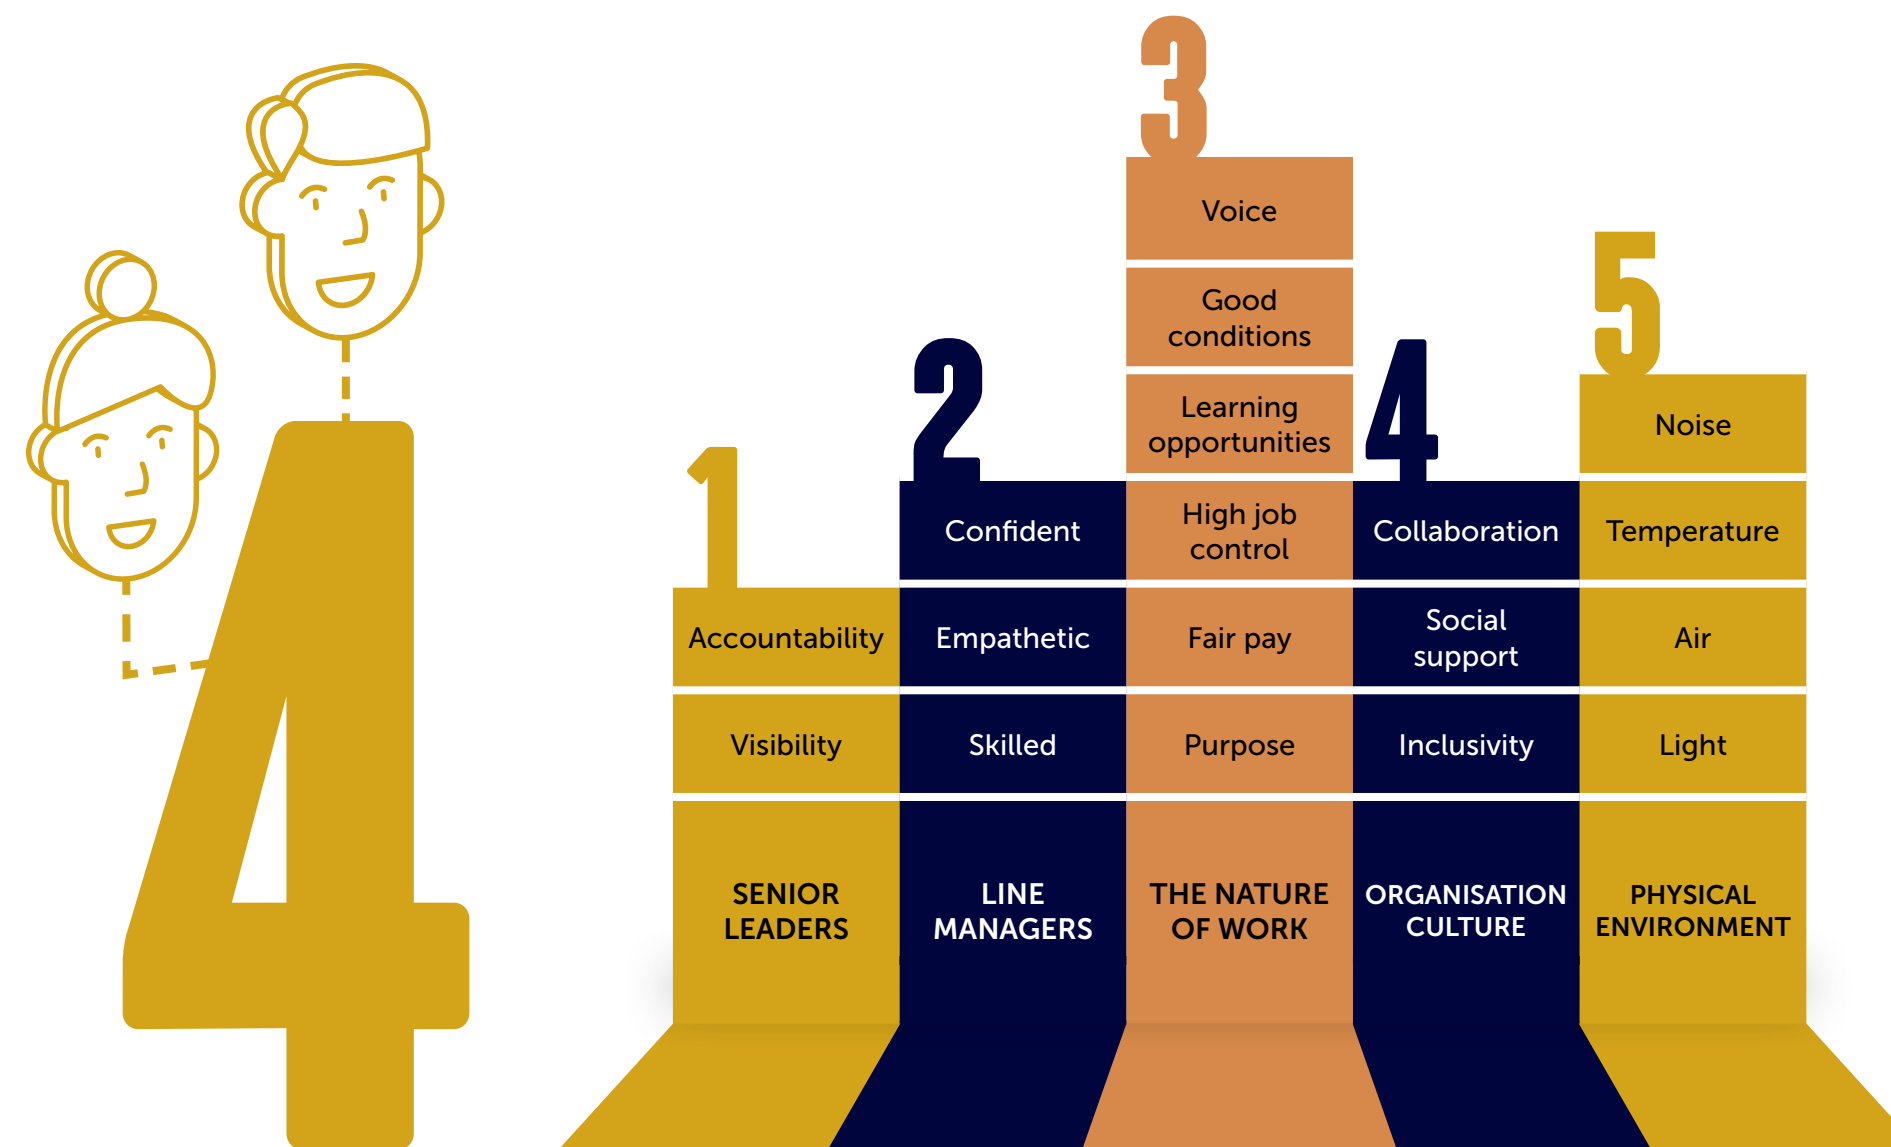 4
1
Accountability
Visibility
SENIOR
LEADERS
2
Confident
Empathetic
Skilled
LINE
MANAGERS
3
Voice
Good
conditions
Learning
opportunities
High job
control
Fair pay
Purpose
THE NATURE
OF WORK
4
Collaboration
Social
support
Inclusivity
ORGANISATION
CULTURE
5
Noise
Temperature
Air
Light
PHYSICAL
ENVIRONMENT